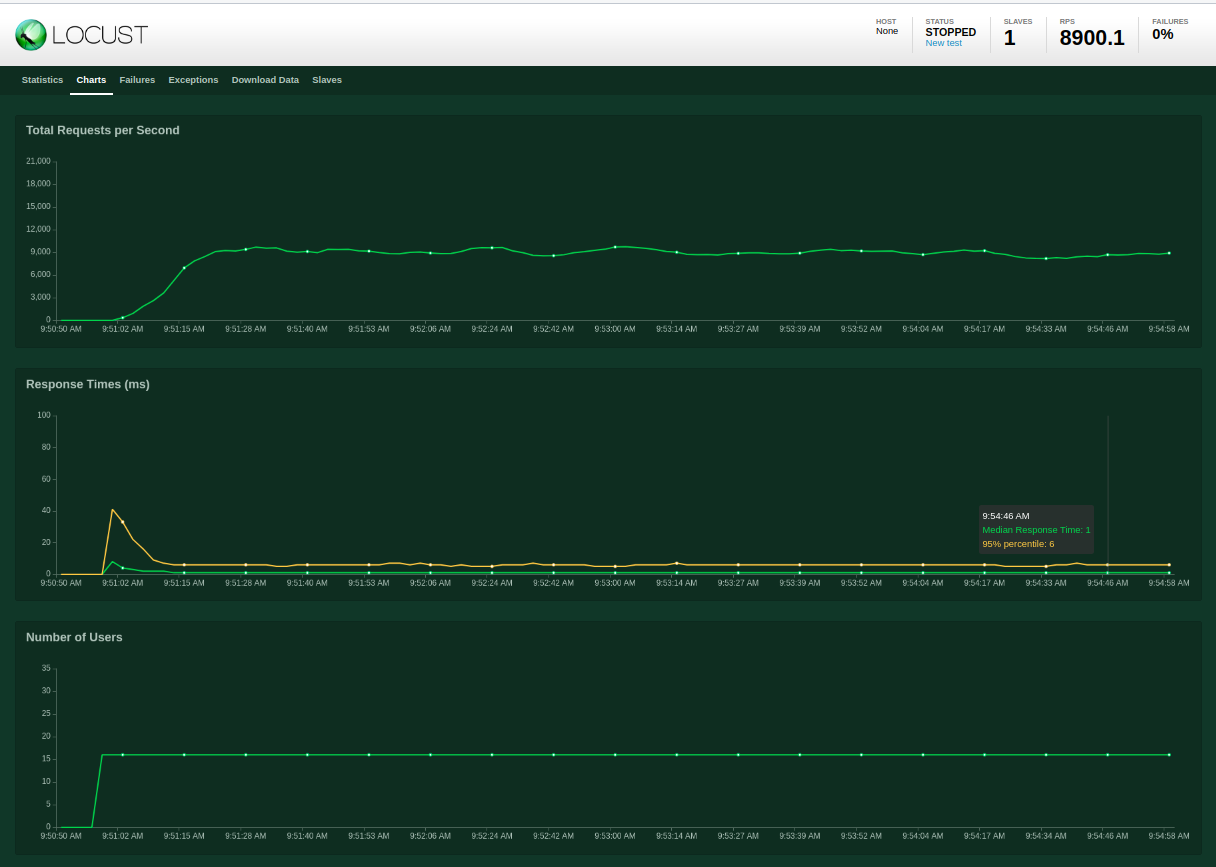 LOCUST
HOST
None
STATUS
STOPPED
New test
SLAVES
1
RPS
8900.1
FAILURES
0%
Statistics Charts Failures Exceptions Download Data Slaves
Total Requests per Second
21,000
18,000
15,000
12,000
9,000
6,000
3,000
0
9:50:50 AM 9:51:02 AM 9:51:15 AM 9:51:28 AM 9:51:40 AM 9:51:53 AM 9:52:06 AM 9:52:24 AM 9:52:42 AM 9:53:00 AM 9:53:14 AM 9:53:27 AM 9:53:39 AM 9:53:52 AM 9:54:04 AM 9:54:17 AM 9:54:33 AM 9:54:46 AM 9:54:58 AM
Response Times (ms)
100
80
60
40
20
0
9:54:46 AM
Median Response Time: 1
95% percentile: 6
9:50:50 AM 9:51:02 AM 9:51:15 AM 9:51:28 AM 9:51:40 AM 9:51:53 AM 9:52:06 AM 9:52:24 AM 9:52:42 AM 9:53:00 AM 9:53:14 AM 9:53:27 AM 9:53:39 AM 9:53:52 AM 9:54:04 AM 9:54:17 AM 9:54:33 AM 9:54:46 AM 9:54:58 AM
Number of Users
35
30
25
20
15
10
5
0
9:50:50 AM 9:51:02 AM 9:51:15 AM 9:51:28 AM 9:51:40 AM 9:51:53 AM 9:52:06 AM 9:52:24 AM 9:52:42 AM 9:53:00 AM 9:53:14 AM 9:53:27 AM 9:53:39 AM 9:53:52 AM 9:54:04 AM 9:54:17 AM 9:54:34 AM 9:54:46 AM 9:54:58 AM